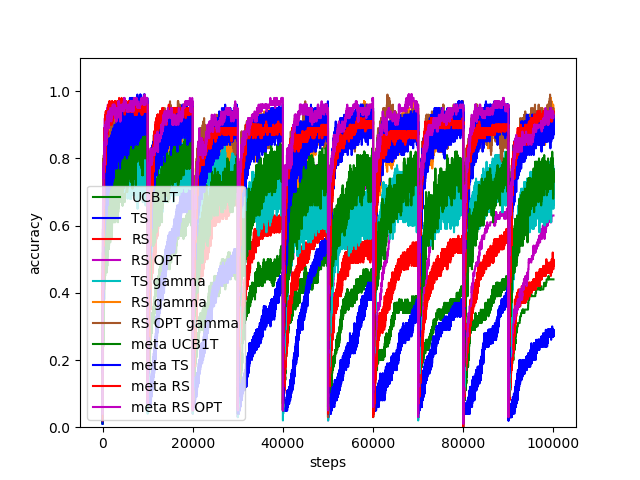 1.0
0.8
0.6
0.4
0.2
0.0
accuracy
UCB1T
TS
RS
RS OPT
TS gamma
RS gamma
RS OPT gamma
meta UCB1T
meta TS
meta RS
meta RS OPT
0 20000 40000 60000 80000 100000
steps